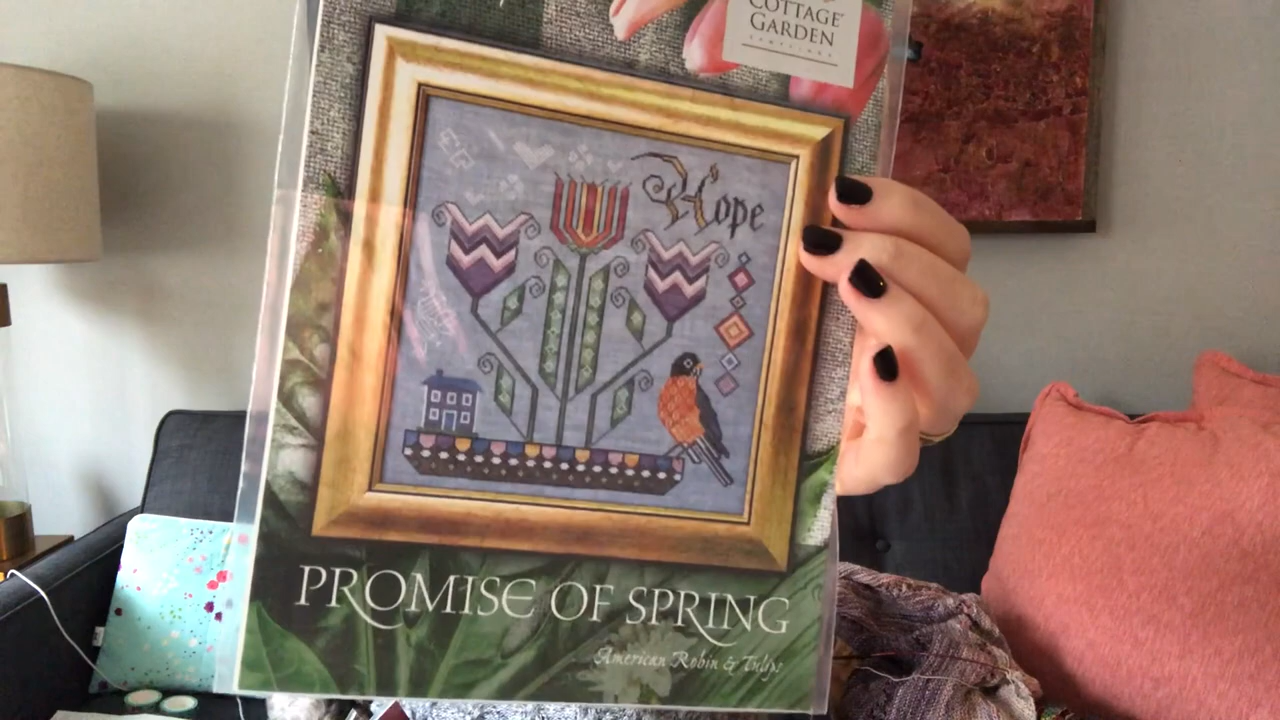 COTTAGE
GARDEN
Hope
PROMISE OF SPRING
American Robin & Tulips